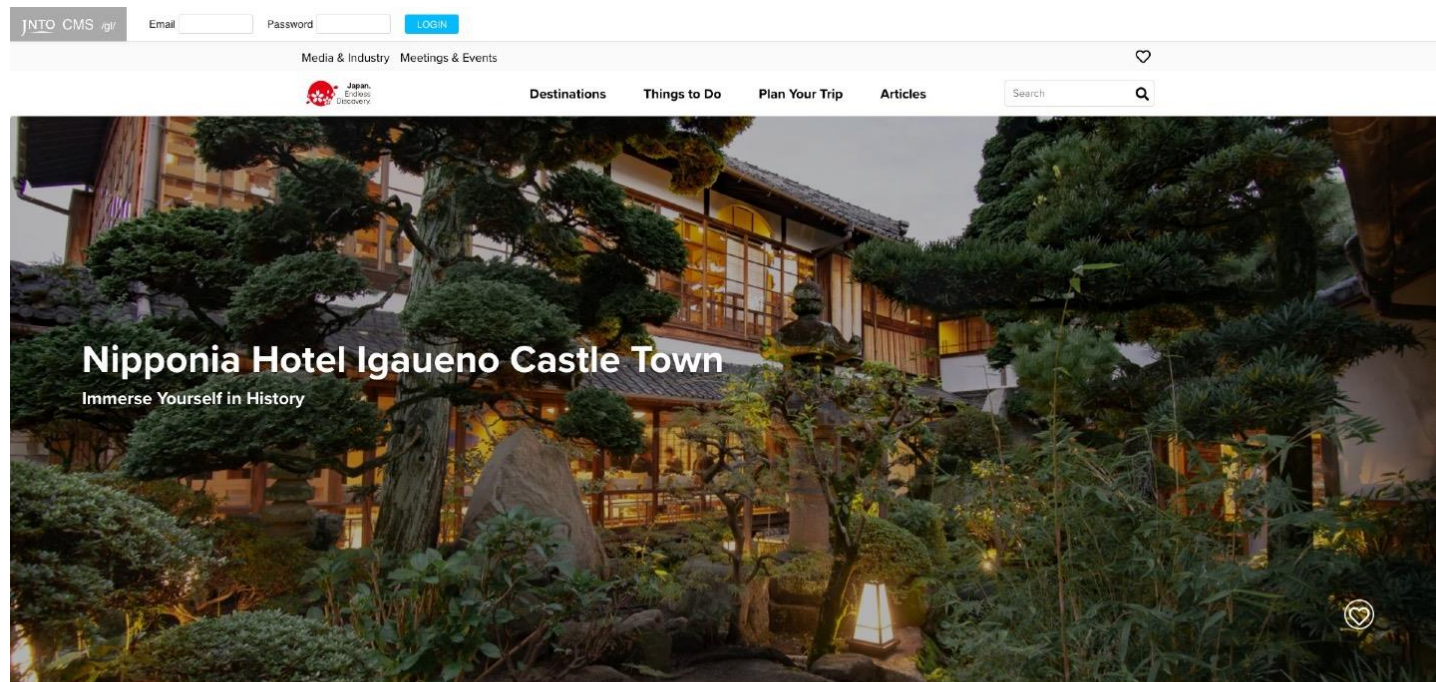 JNTO CMS /gl/ Email Password LOGIN
Media & Industry Meetings & Events
Japan.
Endless
Discovery.
Destinations Things to Do Plan Your Trip Articles Search
Nipponia Hotel Igaueno Castle Town
Immerse Yourself in History